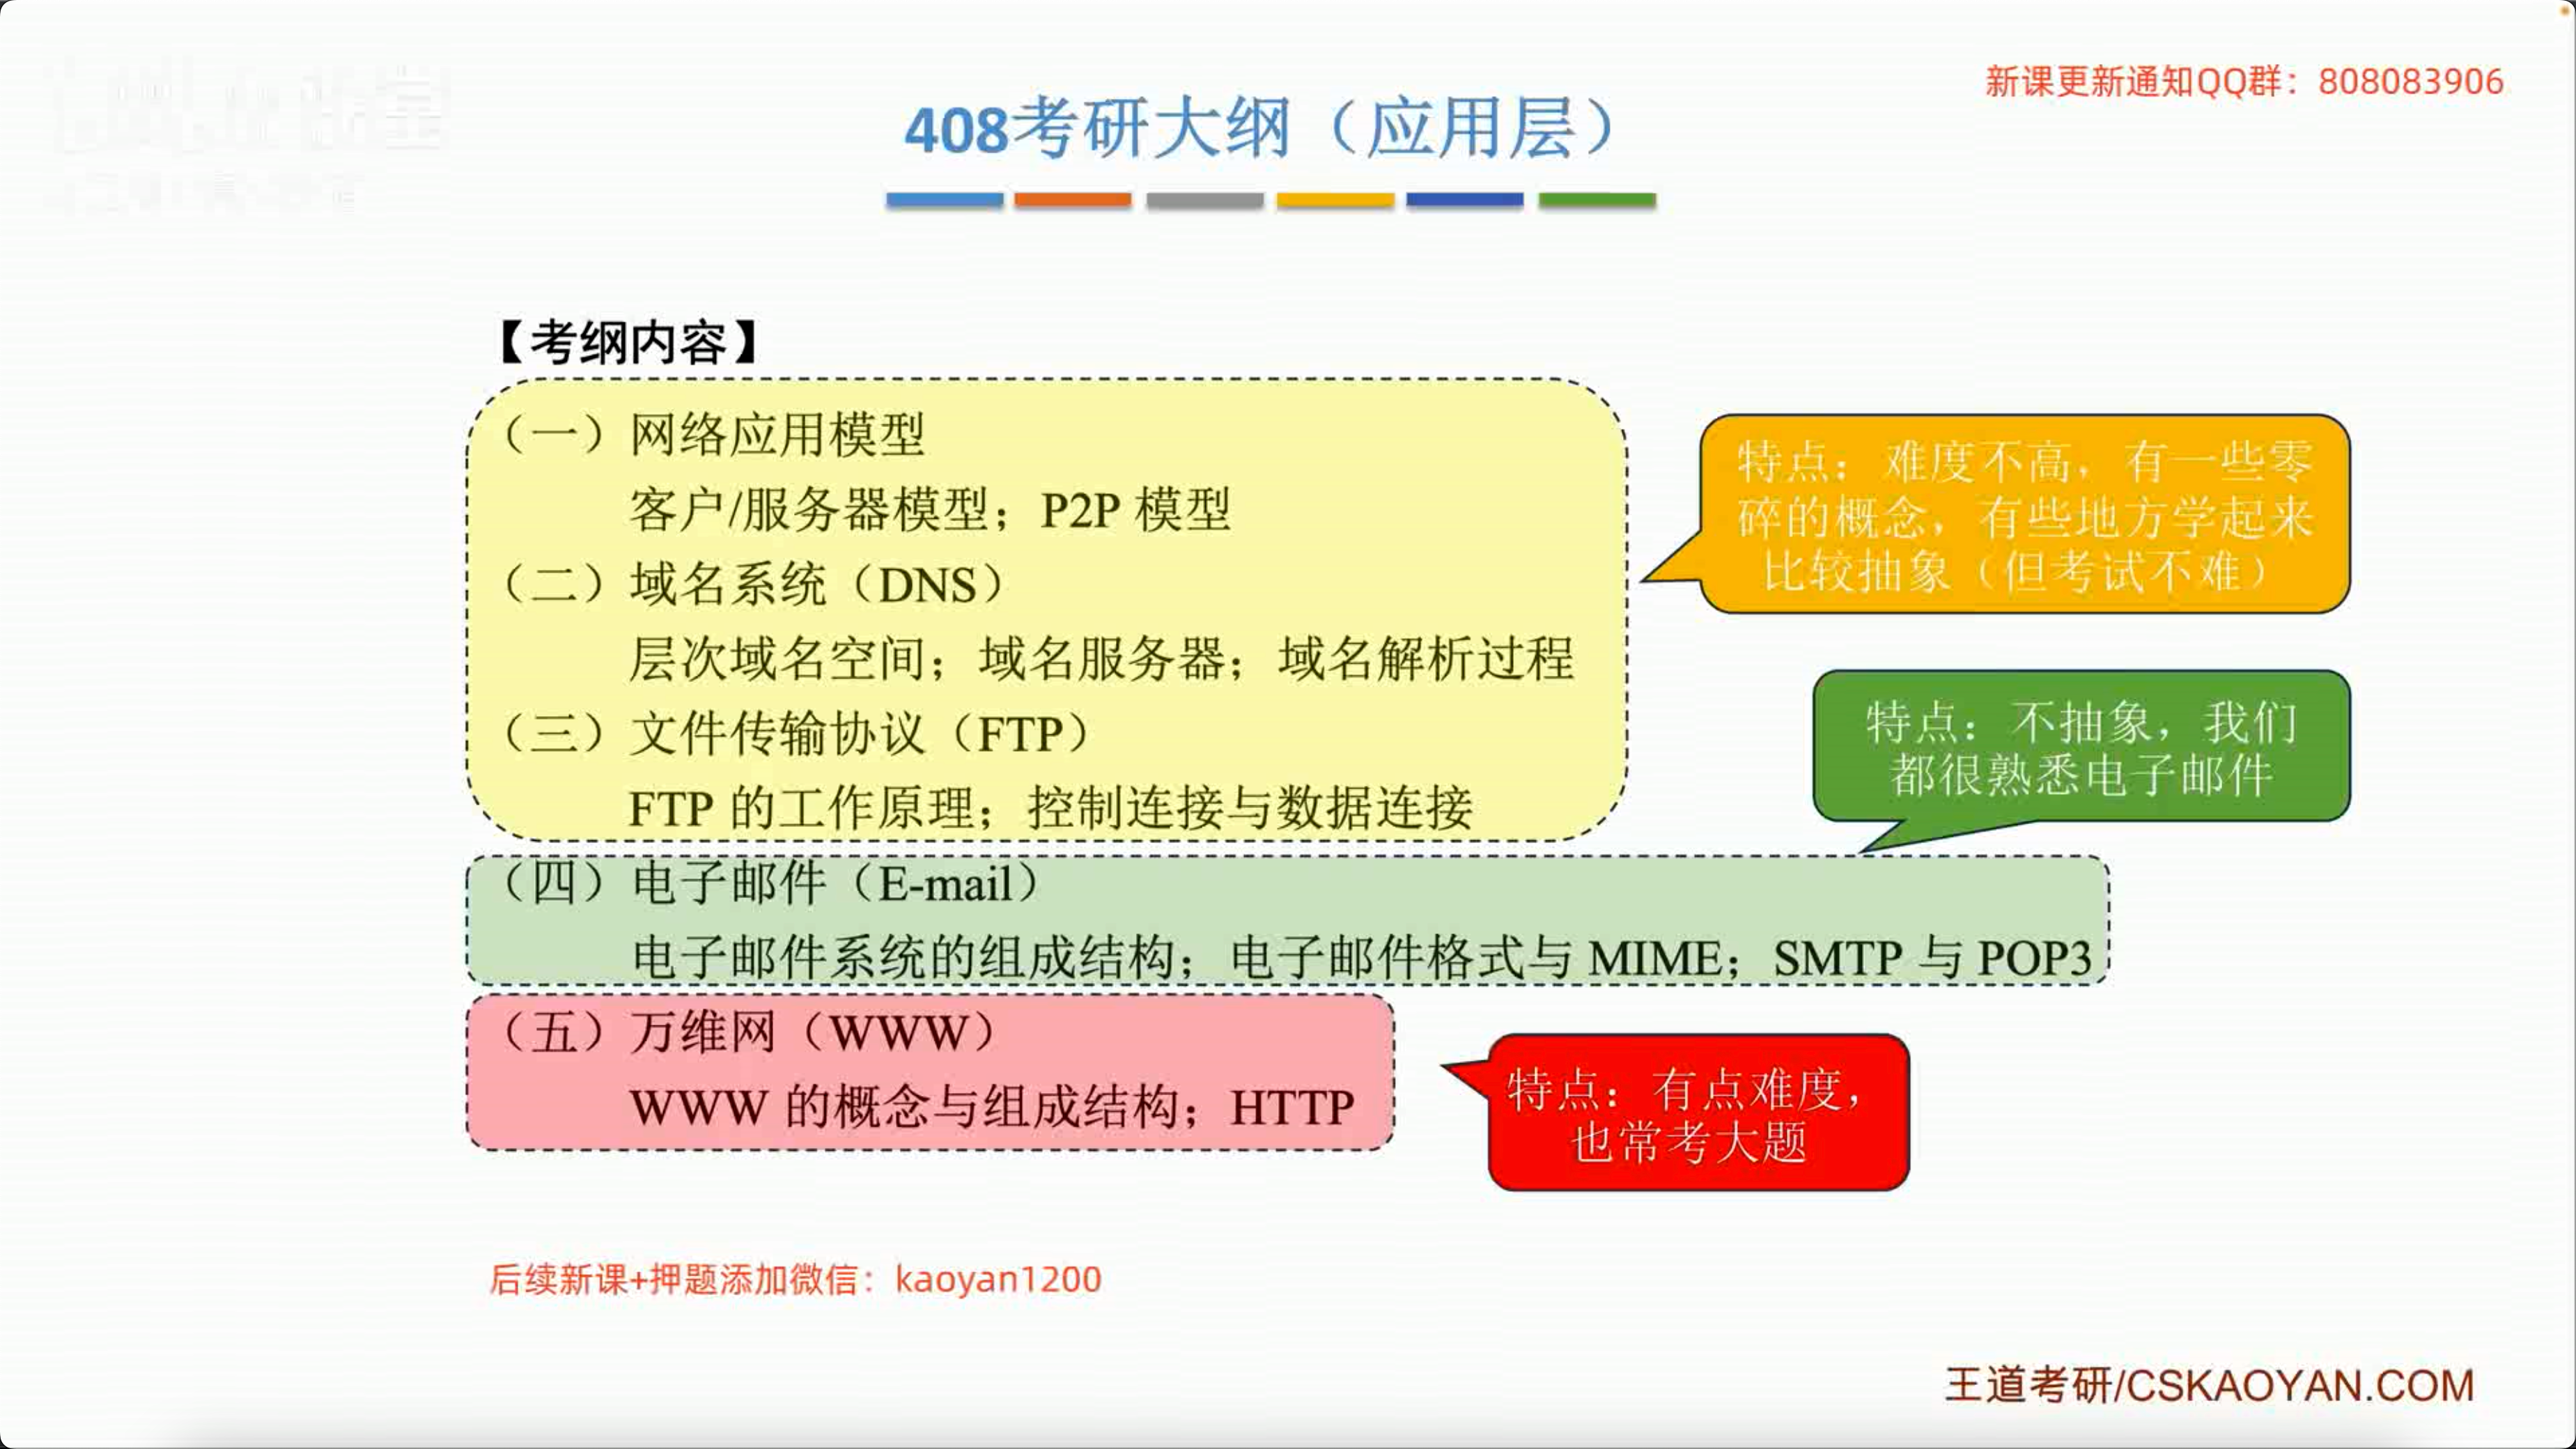 新课更新通知QQ群：808083906
408考研大纲（应用层）
【考纲内容】
（一）网络应用模型
客户/服务器模型；P2P 模型
（二）域名系统（DNS）
层次域名空间；域名服务器；域名解析过程
（三）文件传输协议（FTP）
FTP 的工作原理；控制连接与数据连接
特点：难度不高，有一些零
碎的概念，有些地方学起来
比较抽象（但考试不难）
（四）电子邮件（E-mail）
电子邮件系统的组成结构；电子邮件格式与 MIME；SMTP 与 POP3
特点：不抽象，我们
都很熟悉电子邮件
（五）万维网（WWW）
WWW 的概念与组成结构；HTTP
特点：有点难度，
也常考大题
后续新课+押题添加微信：kaoyan1200
王道考研/CSKAOYAN.COM